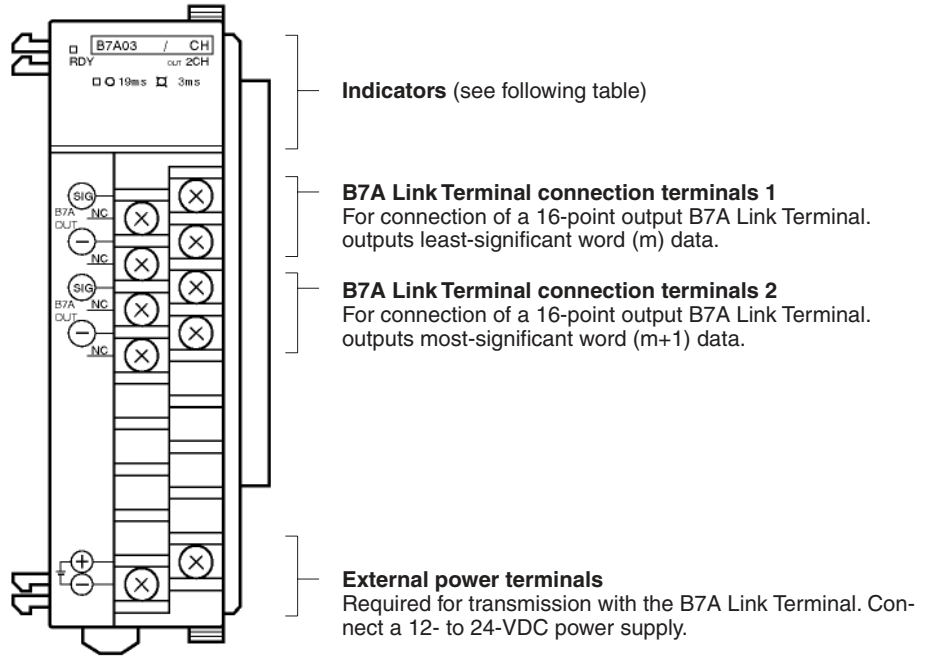 B7A03 / CH
RDY OUT 2CH
19ms 3ms
Indicators (see following table)
SIG
B7A NC
OUT
NC
B7A Link Terminal connection terminals 1
For connection of a 16-point output B7A Link Terminal.
outputs least-significant word (m) data.
SIG
B7A NC
OUT
NC
B7A Link Terminal connection terminals 2
For connection of a 16-point output B7A Link Terminal.
outputs most-significant word (m+1) data.
External power terminals
Required for transmission with the B7A Link Terminal. Con-
nect a 12- to 24-VDC power supply.